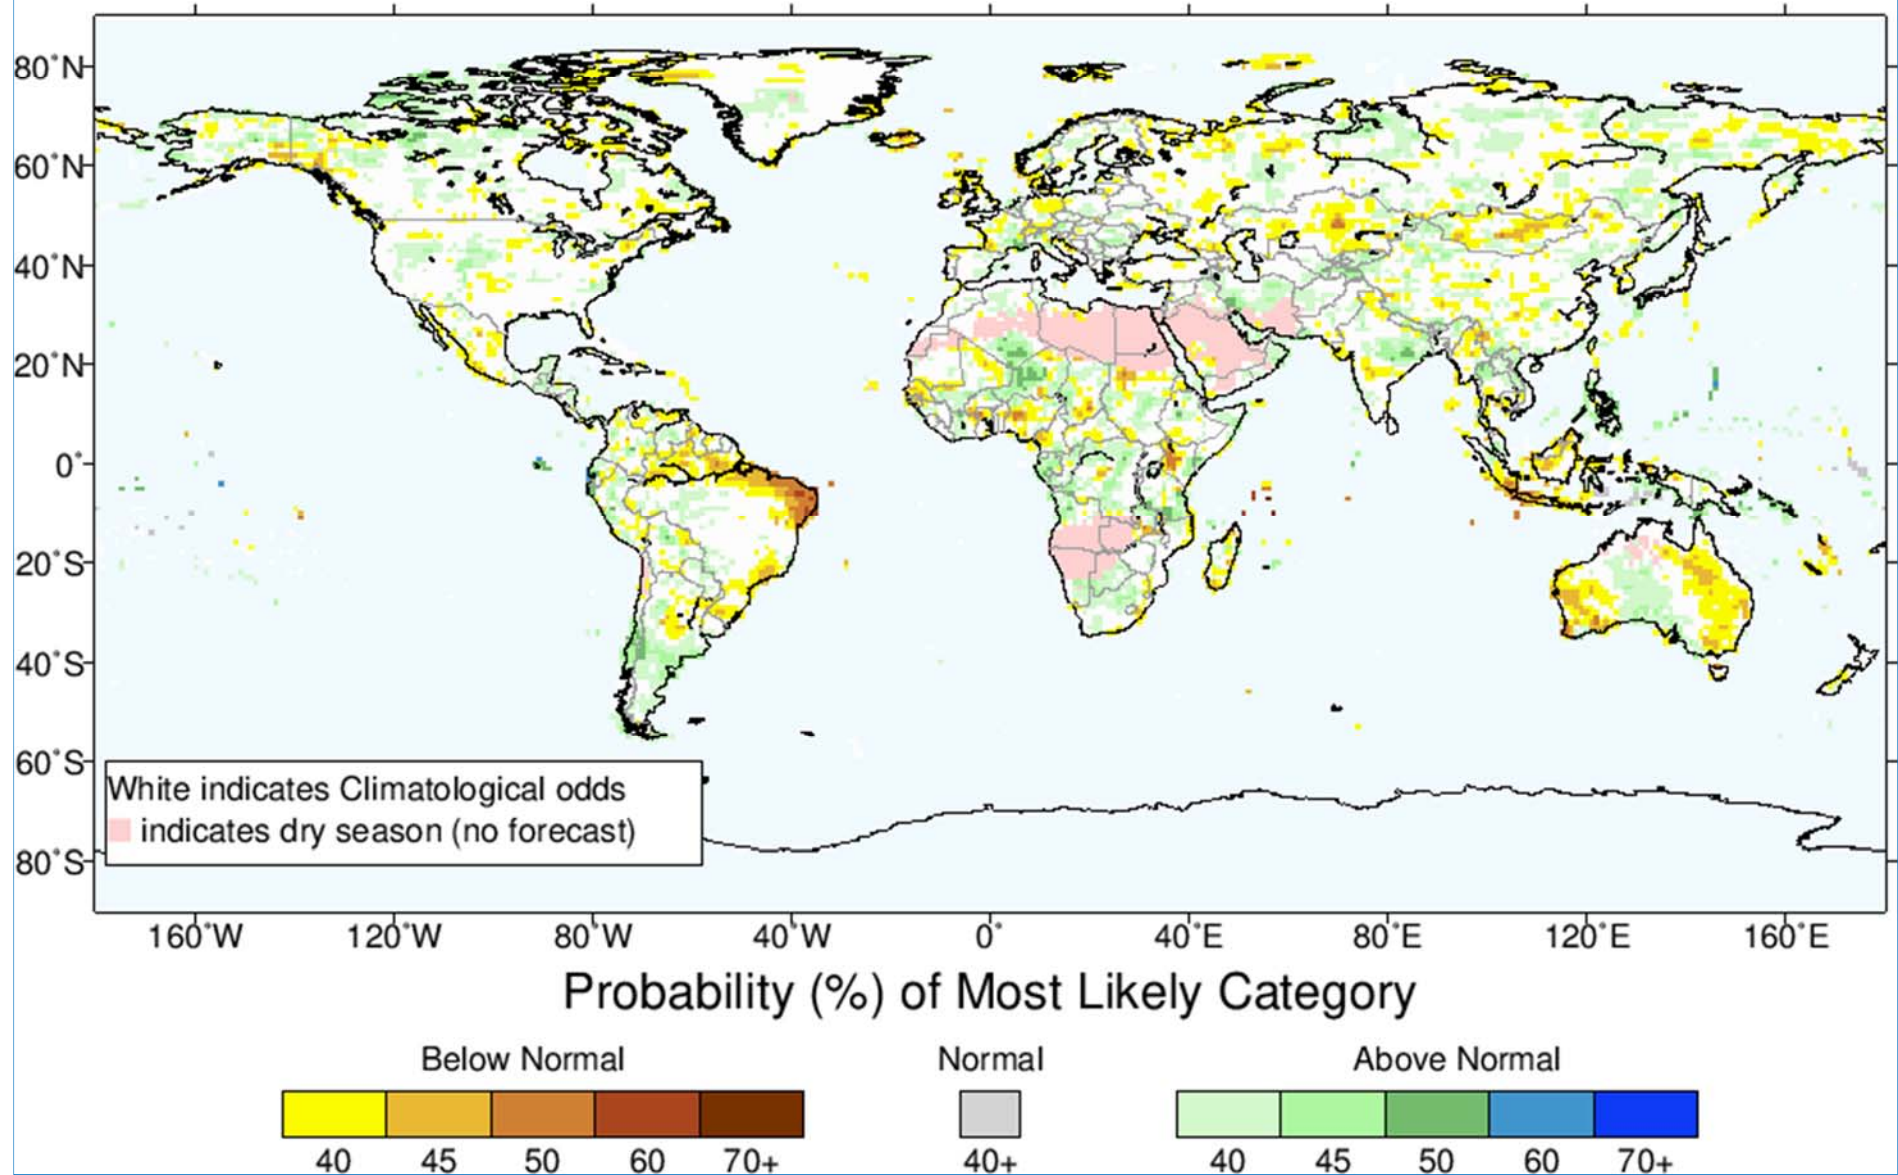 80˚N
60˚N
40˚N
20˚N
0˚
20˚S
40˚S
60˚S
80˚S
White indicates Climatological odds
indicates dry season (no forecast)
160˚W 120˚W 80˚W 40˚W 0˚ 40˚E 80˚E 120˚E 160˚E
Probability (%) of Most Likely Category
Below Normal Normal Above Normal
40 45 50 60 70+ 40+ 40 45 50 60 70+